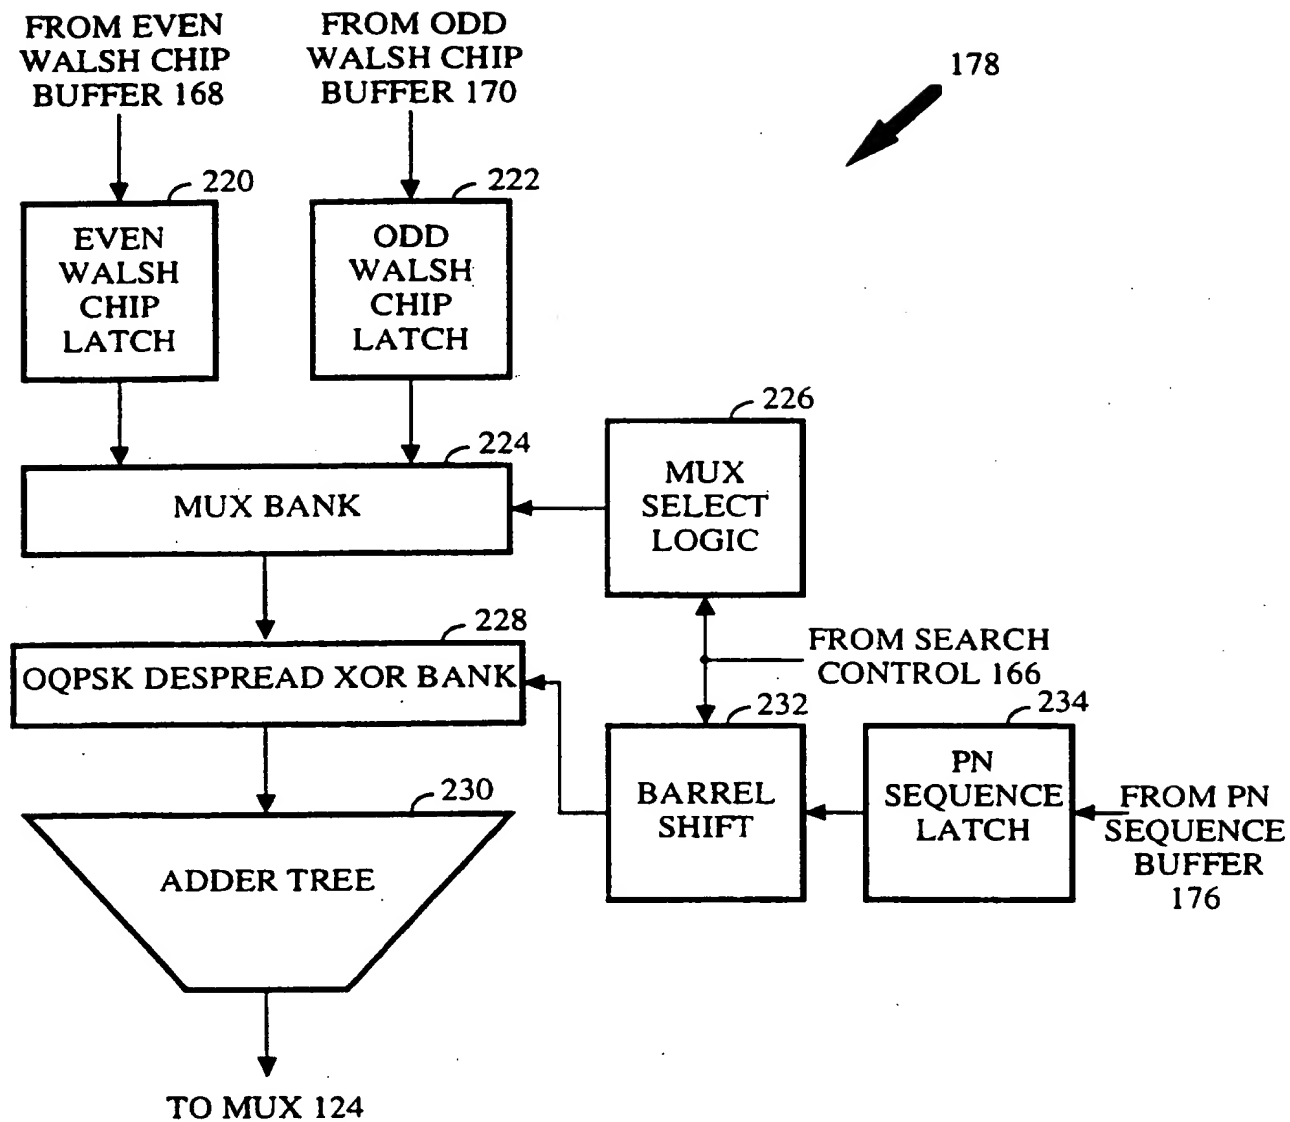 FROM EVEN
WALSH CHIP
BUFFER 168
FROM ODD
WALSH CHIP
BUFFER 170
178
220
222
EVEN
WALSH
CHIP
LATCH
ODD
WALSH
CHIP
LATCH
226
224
MUX BANK
MUX
SELECT
LOGIC
228
OQPSK DESPREAD XOR BANK
FROM SEARCH
CONTROL 166
232
234
230
BARREL
SHIFT
PN
SEQUENCE
LATCH
FROM PN
SEQUENCE
BUFFER
176
ADDER TREE
TO MUX 124